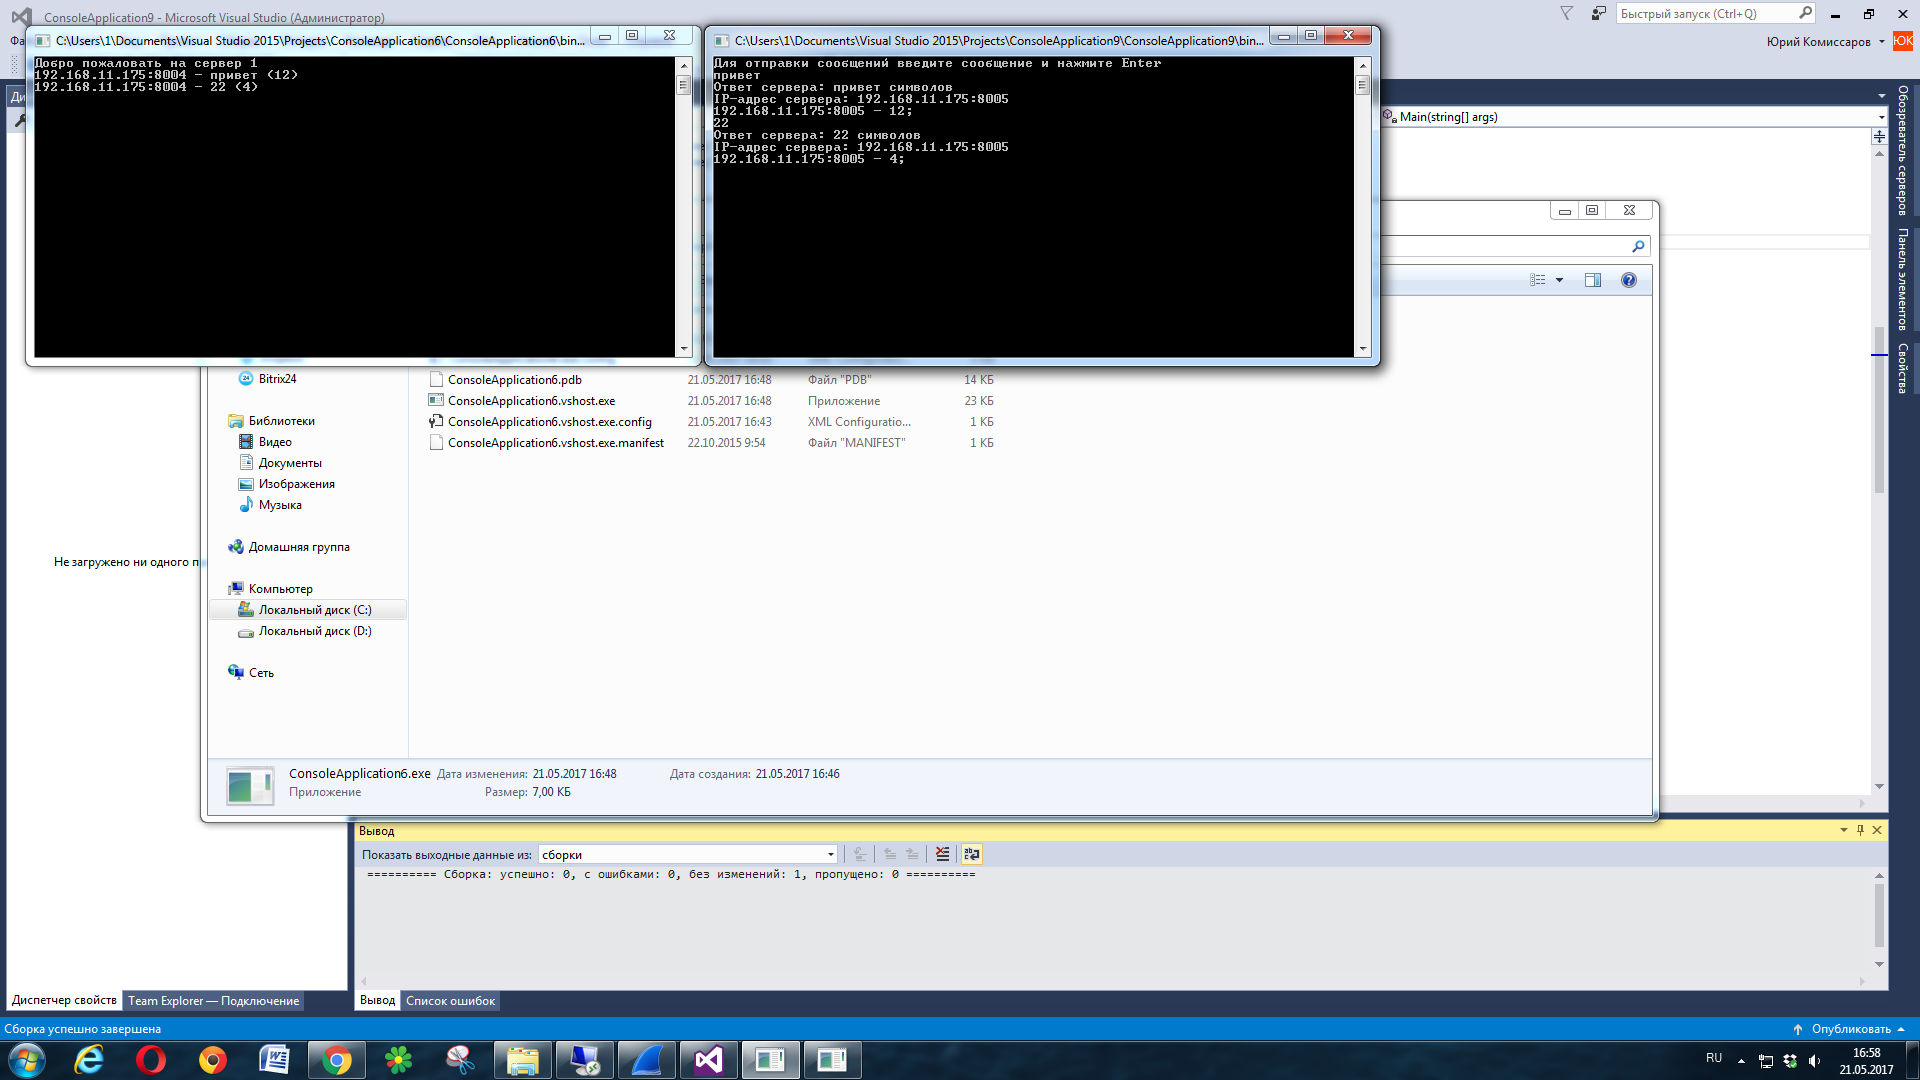 ConsoleApplication9 - Microsoft Visual Studio (Администратор)
Быстрый запуск (Ctrl+Q)
Юрий Комиссаров
ЮК
C:\Users\1\Documents\Visual Studio 2015\Projects\ConsoleApplication6\ConsoleApplication6\bin...
Добро пожаловать на сервер 1
192.168.11.175:8004 - привет (12)
192.168.11.175:8004 - 22 (4)
C:\Users\1\Documents\Visual Studio 2015\Projects\ConsoleApplication9\ConsoleApplication9\bin...
Для отправки сообщений введите сообщение и нажмите Enter
привет
Ответ сервера: привет символов
IP-адрес сервера: 192.168.11.175:8005
192.168.11.175:8005 - 12;
22
Ответ сервера: 22 символов
IP-адрес сервера: 192.168.11.175:8005
192.168.11.175:8005 - 4;
Main(string[] args)
Обозреватель серверов
Панель элементов
Свойства
Bitrix24
Библиотеки
Видео
Документы
Изображения
Музыка
Домашняя группа
Компьютер
Локальный диск (C:)
Локальный диск (D:)
Сеть
ConsoleApplication6.pdb 21.05.2017 16:48 Файл "PDB" 14 КБ
ConsoleApplication6.vshost.exe 21.05.2017 16:48 Приложение 23 КБ
ConsoleApplication6.vshost.exe.config 21.05.2017 16:43 XML Configuratio... 1 КБ
ConsoleApplication6.vshost.exe.manifest 22.10.2015 9:54 Файл "MANIFEST" 1 КБ
Не загружено ни одного п
ConsoleApplication6.exe Дата изменения: 21.05.2017 16:48 Дата создания: 21.05.2017 16:46
Приложение Размер: 7,00 КБ
Вывод
Показать выходные данные из: сборки
========== Сборка: успешно: 0, с ошибками: 0, без изменений: 1, пропущено: 0 ==========
Диспетчер свойств Team Explorer — Подключение
Вывод Список ошибок
Сборка успешно завершена
Опубликовать
RU
16:58
21.05.2017